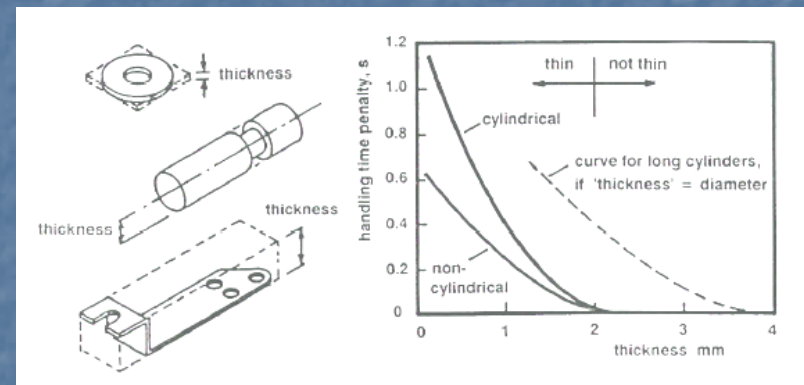 thickness
thickness
thickness
handling time penalty, s
1.2
1.0
0.8
0.6
0.4
0.2
0
thin
not thin
cylindrical
curve for long cylinders,
if 'thickness' = diameter
non-
cylindrical
0
1
2
3
4
thickness mm